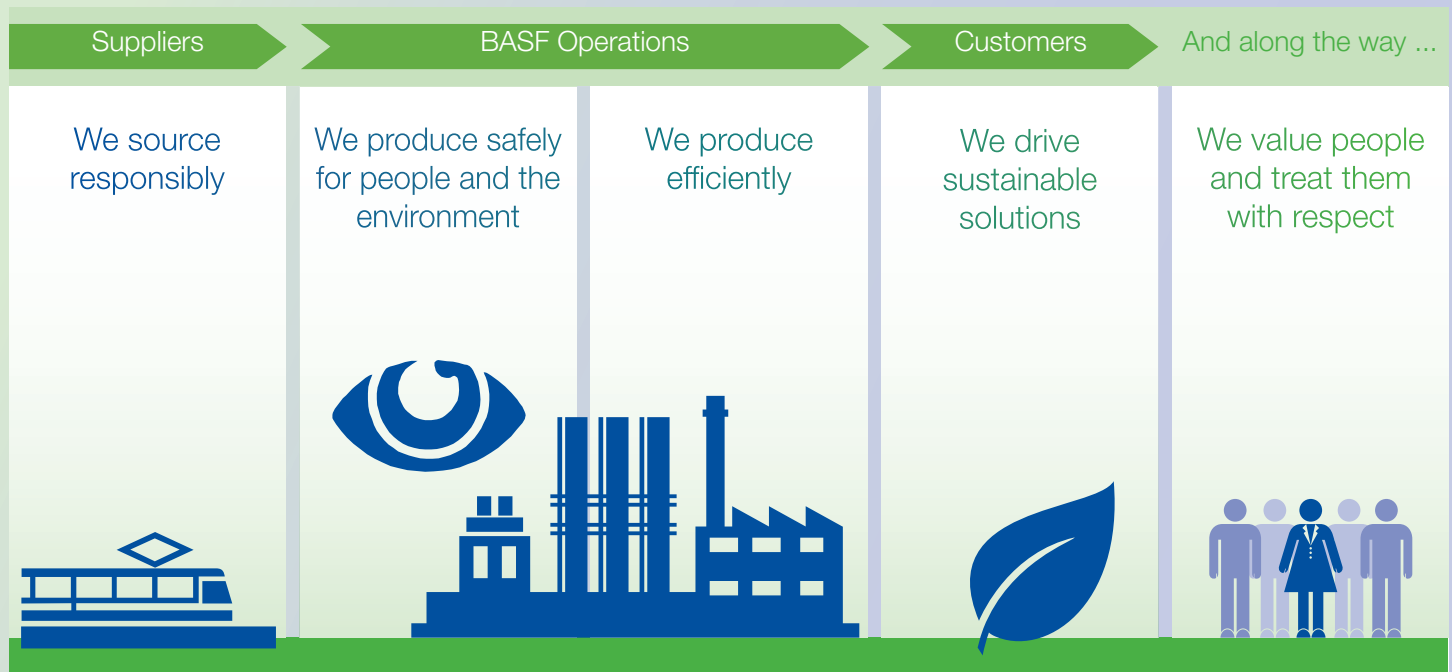 Suppliers
BASF Operations
Customers
And along the way ...
We source
responsibly
We produce safely
for people and the
environment
We produce
efficiently
We drive
sustainable
solutions
We value people
and treat them
with respect